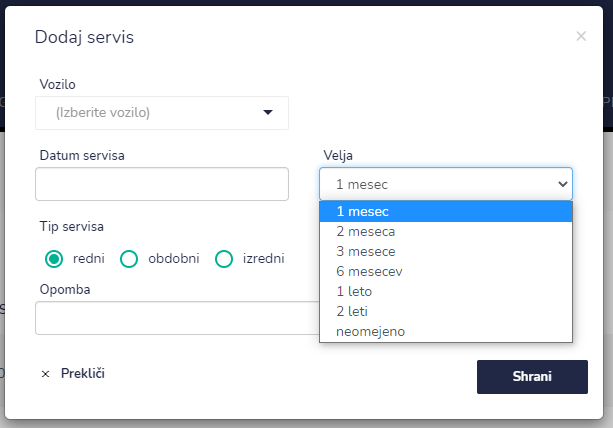 Dodaj servis
×
Vozilo
(Izberite vozilo)
Datum servisa
Velja
1 mesec
1 mesec
2 meseca
3 mesece
6 mesecev
1 leto
2 leti
neomejeno
Tip servisa
redni obdobni izredni
Opomba
× Prekliči
Shrani